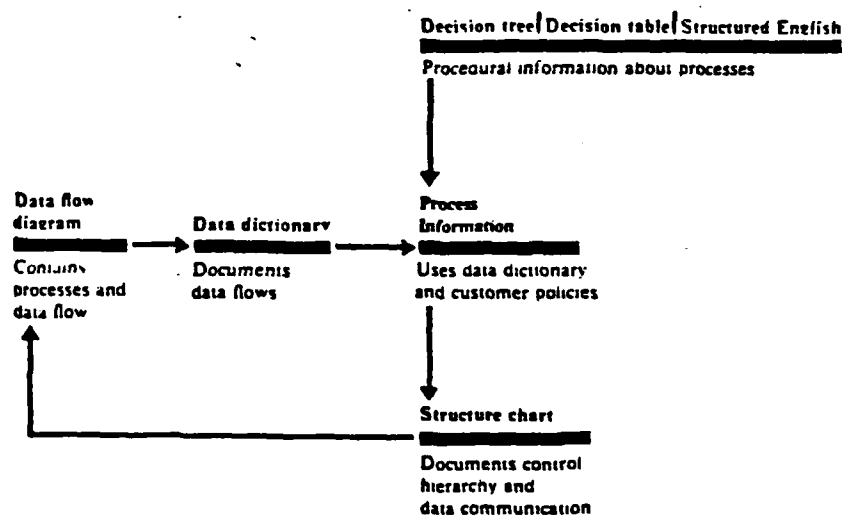 Decision tree | Decision table | Structured English
Procedural information about processes
Data flow
diagram
Contains
processes and
data flow
Data dictionary
Documents
data flows
Process
Information
Uses data dictionary
and customer policies
Structure chart
Documents control
hierarchy and
data communication